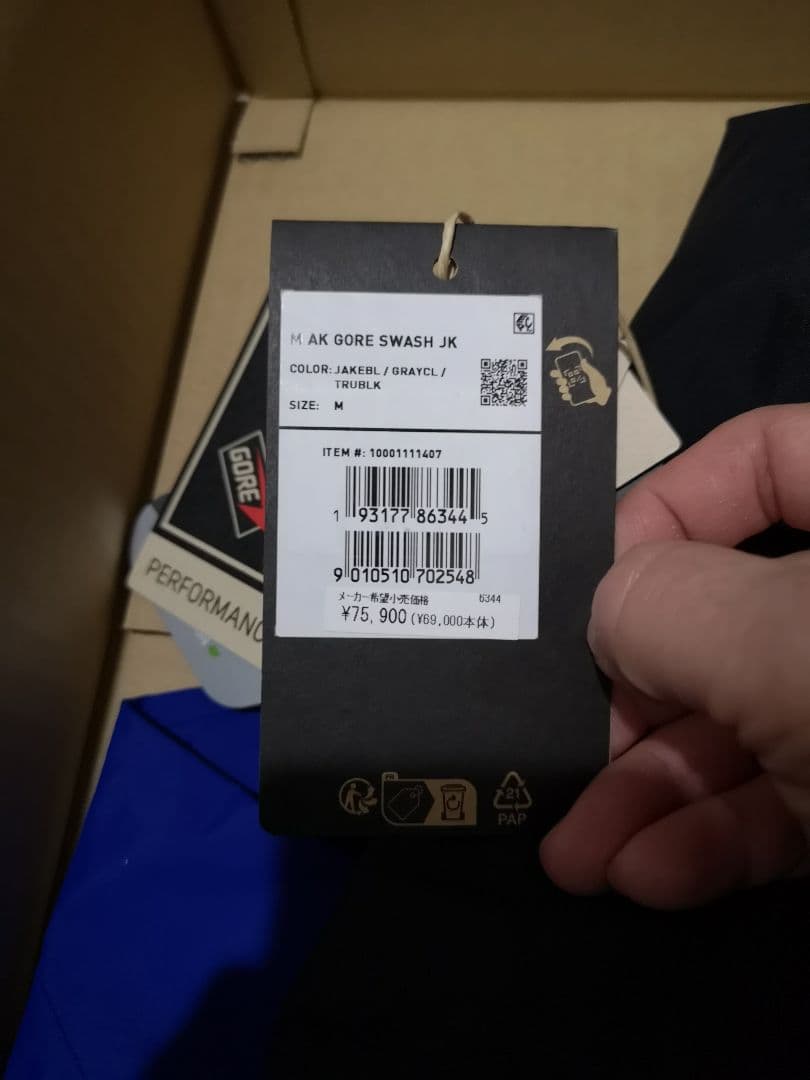 M AK GORE SWASH JK
COLOR: JAKEBL / GRAYCL /
TRUBLK
SIZE: M
ITEM #: 10001111407
1 93177 86344 5
9 010510 702548
メーカー希望小売価格 6344
¥75,900(¥69,000本体)
GORE
PERFORMANC
FR
21
PAP